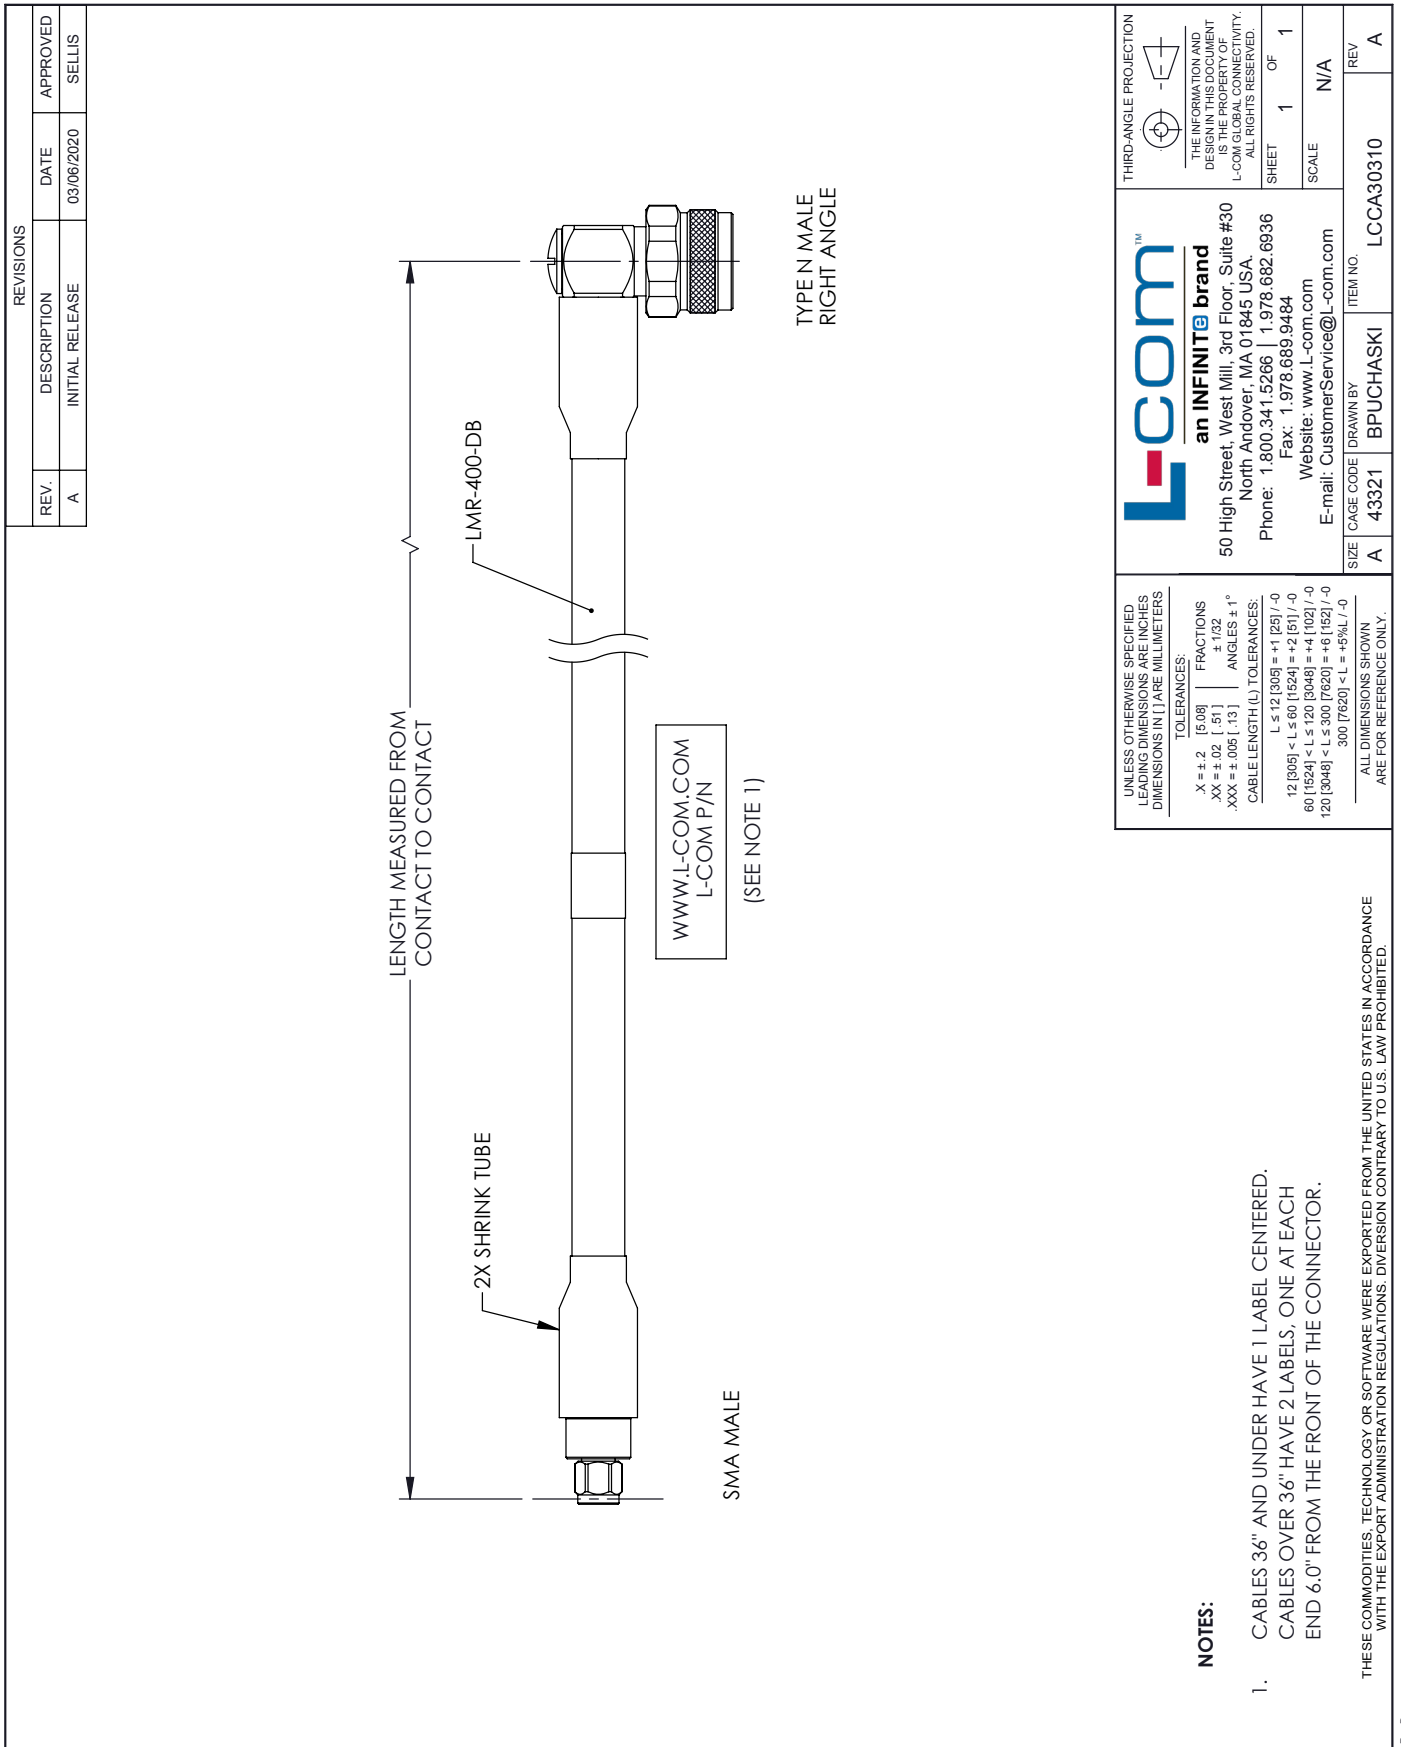 REVISIONS
REV. DESCRIPTION DATE APPROVED
A INITIAL RELEASE 03/06/2020 SELLIS
LENGTH MEASURED FROM
CONTACT TO CONTACT
2X SHRINK TUBE
LMR-400-DB
WWW.L-COM.COM
L-COM P/N
(SEE NOTE 1)
SMA MALE
TYPE N MALE
RIGHT ANGLE
NOTES:
1. CABLES 36" AND UNDER HAVE 1 LABEL CENTERED.
CABLES OVER 36" HAVE 2 LABELS, ONE AT EACH
END 6.0" FROM THE FRONT OF THE CONNECTOR.
THESE COMMODITIES, TECHNOLOGY OR SOFTWARE WERE EXPORTED FROM THE UNITED STATES IN ACCORDANCE
WITH THE EXPORT ADMINISTRATION REGULATIONS. DIVERSION CONTRARY TO U.S. LAW PROHIBITED.
UNLESS OTHERWISE SPECIFIED
LEADING DIMENSIONS ARE INCHES
DIMENSIONS IN [ ] ARE MILLIMETERS
TOLERANCES:
.X = ±.2 [5.08] FRACTIONS
.XX = ±.02 [ .51] ± 1/32
.XXX = ±.005 [ .13 ] ANGLES ± 1°
CABLE LENGTH (L) TOLERANCES:
L ≤ 12 [305] = +1 [25] / -0
12 [305] < L ≤ 60 [1524] = +2 [51] / -0
60 [1524] < L ≤ 120 [3048] = +4 [102] / -0
120 [3048] < L ≤ 300 [7620] = +6 [152] / -0
300 [7620] < L = +5%L / -0
ALL DIMENSIONS SHOWN
ARE FOR REFERENCE ONLY.
L-com™
an INFINITe brand
50 High Street, West Mill, 3rd Floor, Suite #30
North Andover, MA 01845 USA.
Phone: 1.800.341.5266 | 1.978.682.6936
Fax: 1.978.689.9484
Website: www.L-com.com
E-mail: CustomerService@L-com.com
THIRD-ANGLE PROJECTION
THE INFORMATION AND
DESIGN IN THIS DOCUMENT
IS THE PROPERTY OF
L-COM GLOBAL CONNECTIVITY.
ALL RIGHTS RESERVED.
SHEET 1 OF 1
SCALE N/A
SIZE A
CAGE CODE 43321
DRAWN BY BPUCHASKI
ITEM NO. LCCA30310
REV A